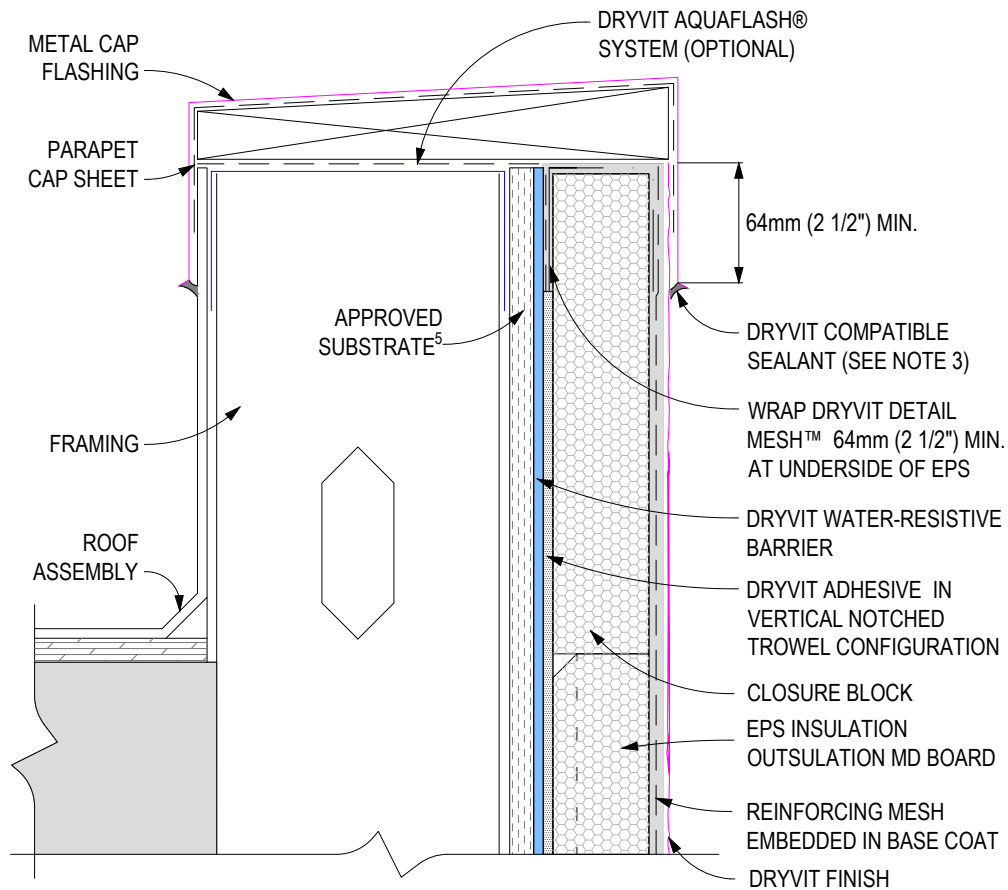 DRYVIT AQUAFLASH®
SYSTEM (OPTIONAL)
METAL CAP
FLASHING
PARAPET
CAP SHEET
64mm (2 1/2") MIN.
APPROVED
SUBSTRATE5
DRYVIT COMPATIBLE
SEALANT (SEE NOTE 3)
WRAP DRYVIT DETAIL
MESH™ 64mm (2 1/2") MIN.
AT UNDERSIDE OF EPS
FRAMING
DRYVIT WATER-RESISTIVE
BARRIER
ROOF
ASSEMBLY
DRYVIT ADHESIVE IN
VERTICAL NOTCHED
TROWEL CONFIGURATION
CLOSURE BLOCK
EPS INSULATION
OUTSULATION MD BOARD
REINFORCING MESH
EMBEDDED IN BASE COAT
DRYVIT FINISH